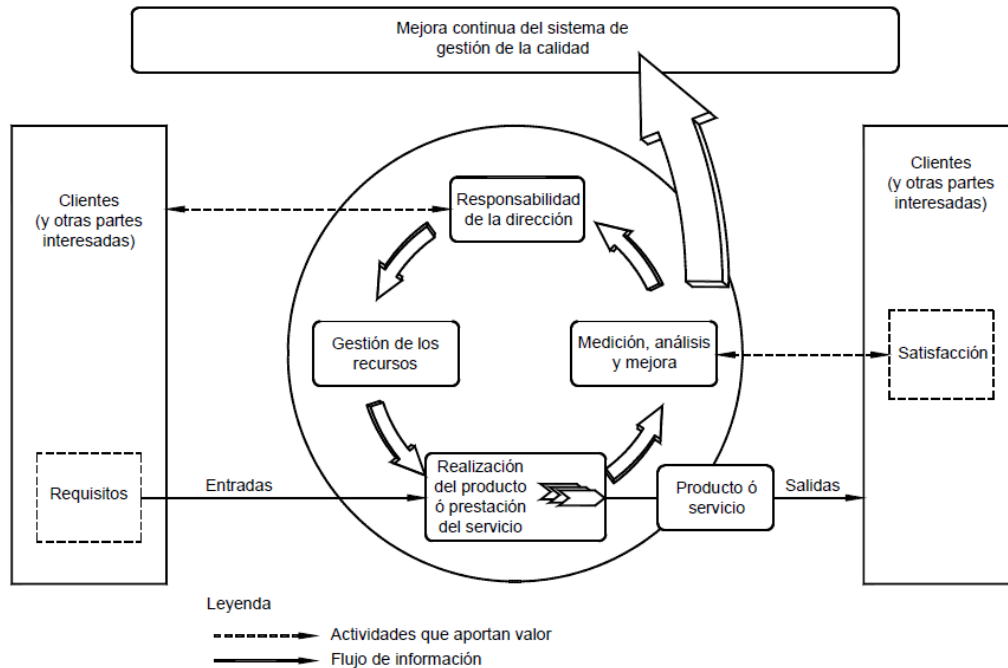 Mejora continua del sistema de
gestión de la calidad
Clientes
(y otras partes
interesadas)
Responsabilidad
de la dirección
Clientes
(y otras partes
interesadas)
Gestión de los
recursos
Medición, análisis
y mejora
Satisfacción
Requisitos
Entradas
Realización
del producto
ó prestación
del servicio
Producto ó
servicio
Salidas
Leyenda
Actividades que aportan valor
Flujo de información